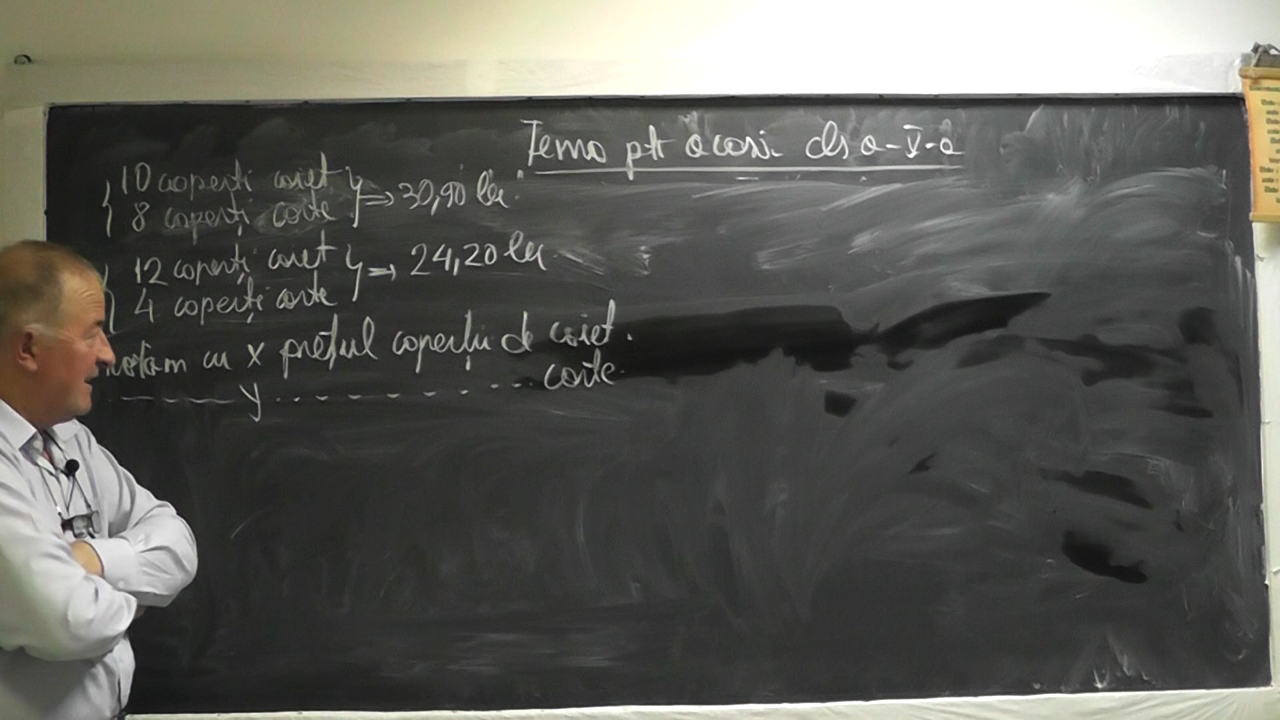 Tema pt acasă cls a-V-a
10 coperți caiet
8 coperți carte
=> 30,90 lei
12 coperți caiet
4 coperți carte
=> 24,20 lei
notăm cu x prețul coperții de caiet.
— — — — y . . . . . . . . . carte.